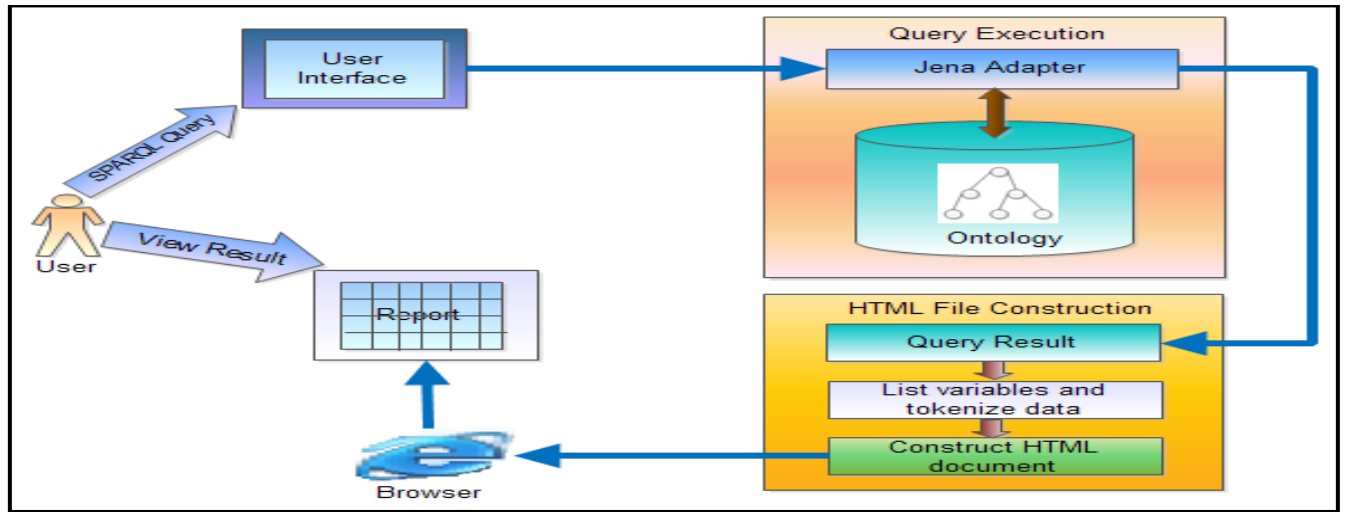 User
Interface
SPARQL Query
User
View Result
Report
Browser
Query Execution
Jena Adapter
Ontology
HTML File Construction
Query Result
List variables and
tokenize data
Construct HTML
document